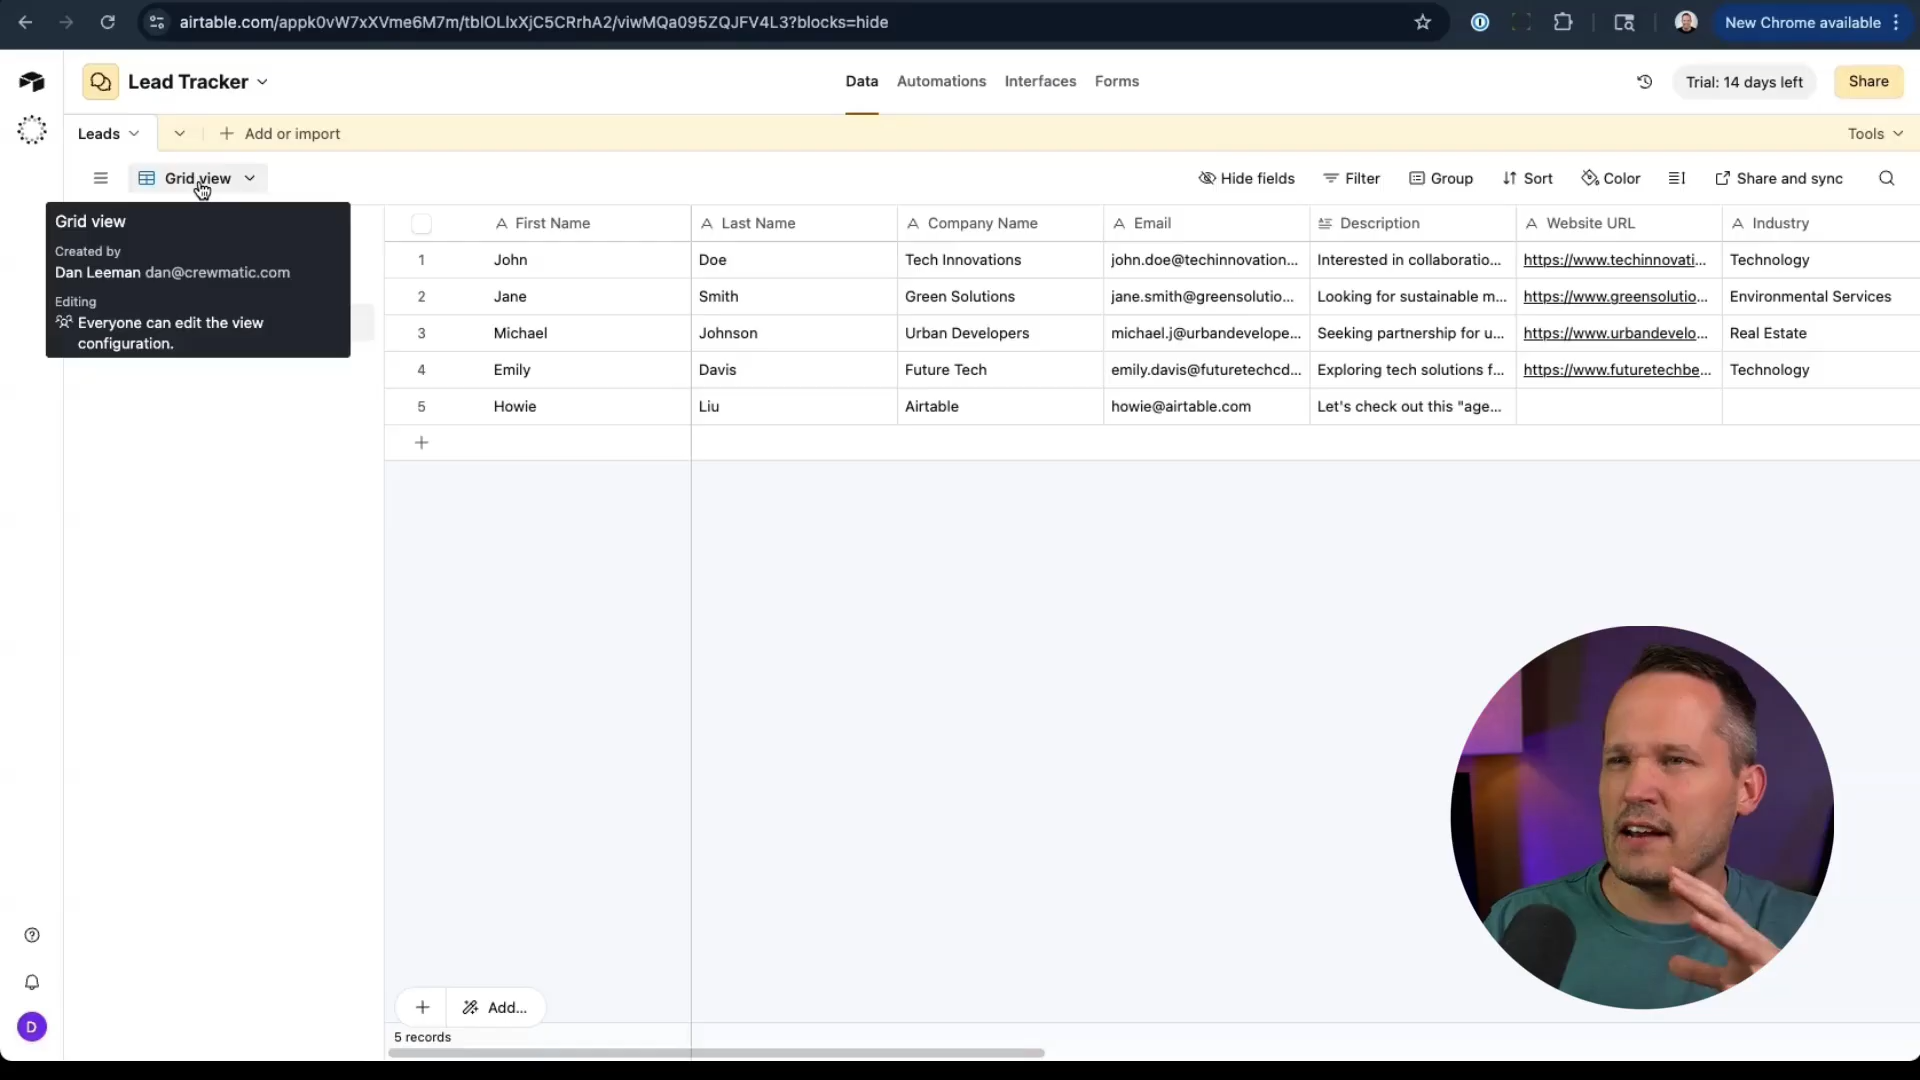 airtable.com/appk0vW7xXVme6M7m/tblOLIxXjC5CRrhA2/viwMQa095ZQJFV4L3?blocks=hide
New Chrome available
Lead Tracker
Data Automations Interfaces Forms
Trial: 14 days left
Share
Leads
Add or import
Tools
Grid view
Hide fields Filter Group Sort Color Share and sync
Grid view
Created by
Dan Leeman dan@crewmatic.com
Editing
Everyone can edit the view
configuration.
First Name Last Name Company Name Email Description Website URL Industry
1 John Doe Tech Innovations john.doe@techinnovation... Interested in collaboratio... https://www.techinnovati... Technology
2 Jane Smith Green Solutions jane.smith@greensolutio... Looking for sustainable m... https://www.greensolutio... Environmental Services
3 Michael Johnson Urban Developers michael.j@urbandevelope... Seeking partnership for u... https://www.urbandevelo... Real Estate
4 Emily Davis Future Tech emily.davis@futuretechcd... Exploring tech solutions f... https://www.futuretechbe... Technology
5 Howie Liu Airtable howie@airtable.com Let's check out this "age...
Add...
5 records
D